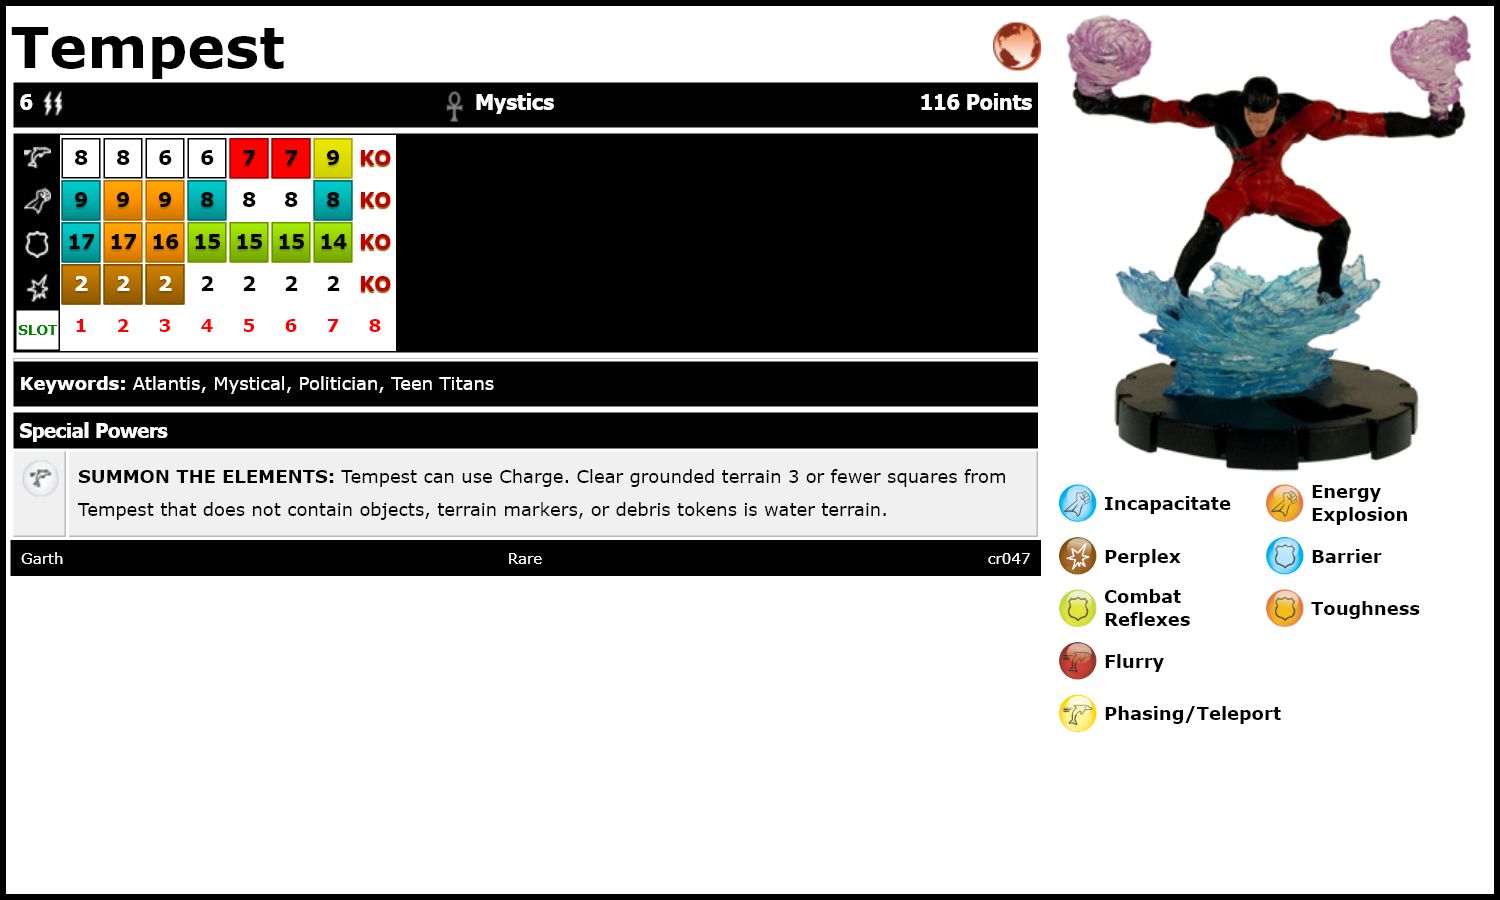 Tempest
6 Mystics 116 Points
8 8 6 6 7 7 9 KO
9 9 9 8 8 8 8 KO
17 17 16 15 15 15 14 KO
2 2 2 2 2 2 2 KO
SLOT 1 2 3 4 5 6 7 8
Keywords: Atlantis, Mystical, Politician, Teen Titans
Special Powers
SUMMON THE ELEMENTS: Tempest can use Charge. Clear grounded terrain 3 or fewer squares from
Tempest that does not contain objects, terrain markers, or debris tokens is water terrain.
Garth Rare cr047
Incapacitate
Energy
Explosion
Perplex
Barrier
Combat
Reflexes
Toughness
Flurry
Phasing/Teleport